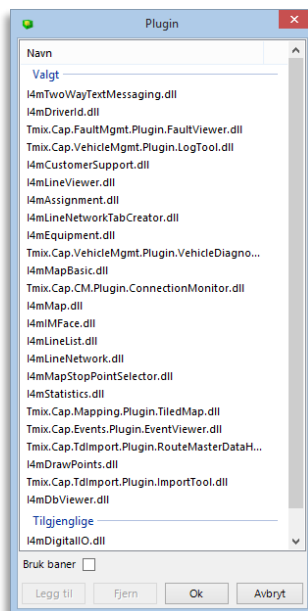 Plugin
Navn
Valgt
I4mTwoWayTextMessaging.dll
I4mDriverId.dll
Tmix.Cap.FaultMgmt.Plugin.FaultViewer.dll
Tmix.Cap.VehicleMgmt.Plugin.LogTool.dll
I4mCustomerSupport.dll
I4mLineViewer.dll
I4mAssignment.dll
I4mLineNetworkTabCreator.dll
I4mEquipment.dll
Tmix.Cap.VehicleMgmt.Plugin.VehicleDiagno...
I4mMapBasic.dll
Tmix.Cap.CM.Plugin.ConnectionMonitor.dll
I4mMap.dll
I4mIMFace.dll
I4mLineList.dll
I4mLineNetwork.dll
I4mMapStopPointSelector.dll
I4mStatistics.dll
Tmix.Cap.Mapping.Plugin.TiledMap.dll
Tmix.Cap.Events.Plugin.EventViewer.dll
Tmix.Cap.TdImport.Plugin.RouteMasterDataH...
I4mDrawPoints.dll
Tmix.Cap.TdImport.Plugin.ImportTool.dll
I4mDbViewer.dll
Tilgjenglige
I4mDigitalIO.dll
Bruk baner
Legg til Fjern Ok Avbryt